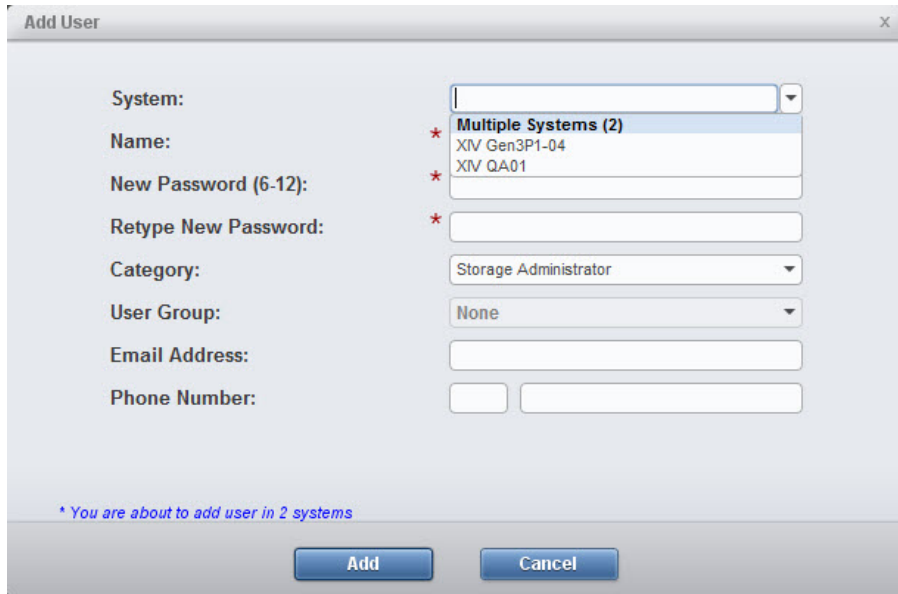 Add User x
System:
Multiple Systems (2)
Name: *
XIV Gen3P1-04
XIV QA01
New Password (6-12): *
Retype New Password: *
Category: Storage Administrator
User Group: None
Email Address:
Phone Number:
* You are about to add user in 2 systems
Add Cancel